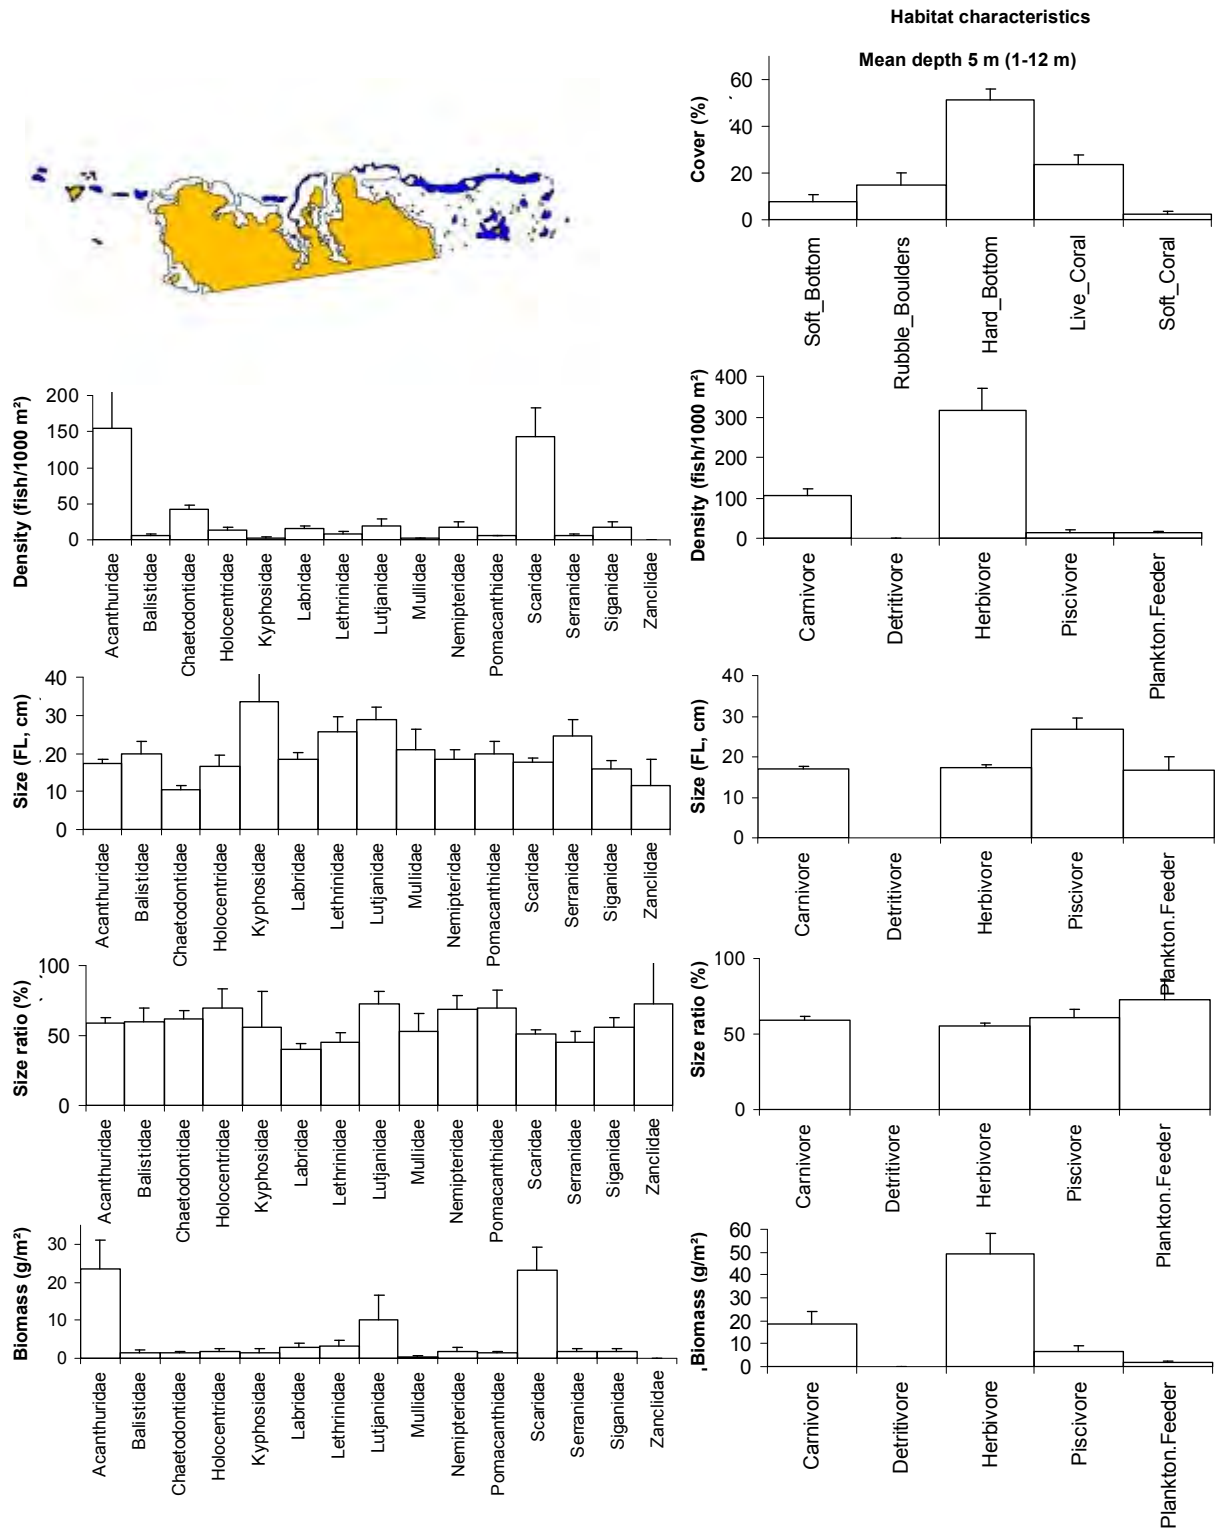 Habitat characteristics
Mean depth 5 m (1-12 m)
Cover (%)
60
40
20
0
Soft_Bottom
Rubble_Boulders
Hard_Bottom
Live_Coral
Soft_Coral
Density (fish/1000 m²)
200
150
100
50
0
Acanthuridae
Balistidae
Chaetodontidae
Holocentridae
Kyphosidae
Labridae
Lethrinidae
Lutjanidae
Mullidae
Nemipteridae
Pomacanthidae
Scaridae
Serranidae
Siganidae
Zanclidae
Density (fish/1000 m²)
400
300
200
100
0
Carnivore
Detritivore
Herbivore
Piscivore
Plankton.Feeder
Size (FL, cm)
40
30
20
10
0
Acanthuridae
Balistidae
Chaetodontidae
Holocentridae
Kyphosidae
Labridae
Lethrinidae
Lutjanidae
Mullidae
Nemipteridae
Pomacanthidae
Scaridae
Serranidae
Siganidae
Zanclidae
Size (FL, cm)
40
30
20
10
0
Carnivore
Detritivore
Herbivore
Piscivore
Plankton.Feeder
Size ratio (%)
100
50
0
Acanthuridae
Balistidae
Chaetodontidae
Holocentridae
Kyphosidae
Labridae
Lethrinidae
Lutjanidae
Mullidae
Nemipteridae
Pomacanthidae
Scaridae
Serranidae
Siganidae
Zanclidae
Size ratio (%)
100
50
0
Carnivore
Detritivore
Herbivore
Piscivore
Plankton.Feeder
Biomass (g/m²)
30
20
10
0
Acanthuridae
Balistidae
Chaetodontidae
Holocentridae
Kyphosidae
Labridae
Lethrinidae
Lutjanidae
Mullidae
Nemipteridae
Pomacanthidae
Scaridae
Serranidae
Siganidae
Zanclidae
Biomass (g/m²)
60
50
40
30
20
10
0
Carnivore
Detritivore
Herbivore
Piscivore
Plankton.Feeder